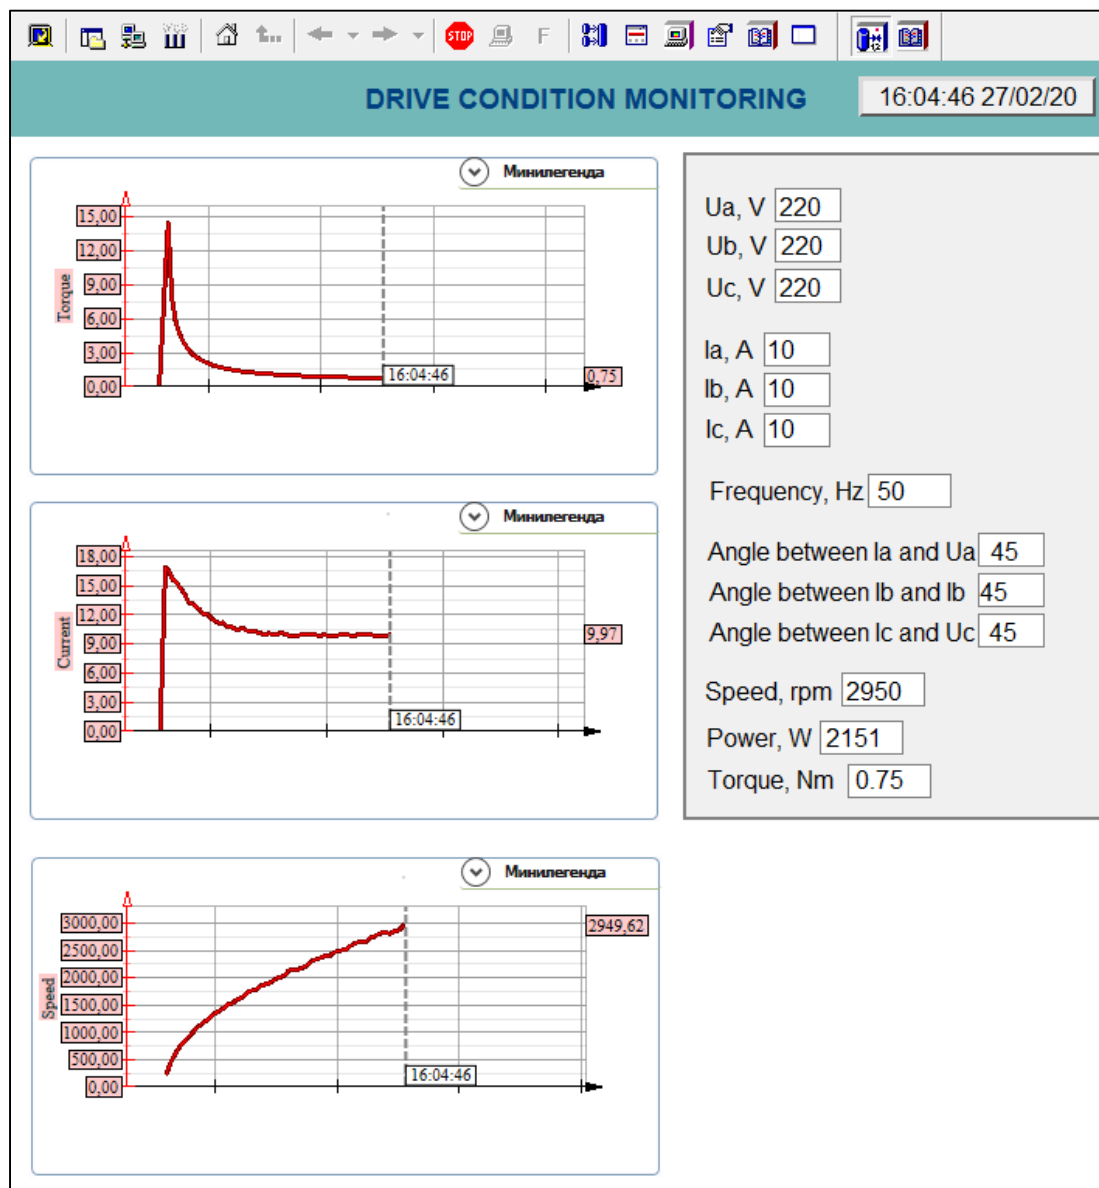 STOP
F
12
DRIVE CONDITION MONITORING
16:04:46 27/02/20
Минилегенда
15,00
12,00
9,00
6,00
3,00
0,00
Torque
16:04:46
0,75
Минилегенда
18,00
15,00
12,00
9,00
6,00
3,00
0,00
Current
9,97
16:04:46
Минилегенда
3000,00
2500,00
2000,00
1500,00
1000,00
500,00
0,00
Speed
2949,62
16:04:46
Ua, V 220
Ub, V 220
Uc, V 220
Ia, A 10
Ib, A 10
Ic, A 10
Frequency, Hz 50
Angle between Ia and Ua 45
Angle between Ib and Ib 45
Angle between Ic and Uc 45
Speed, rpm 2950
Power, W 2151
Torque, Nm 0.75